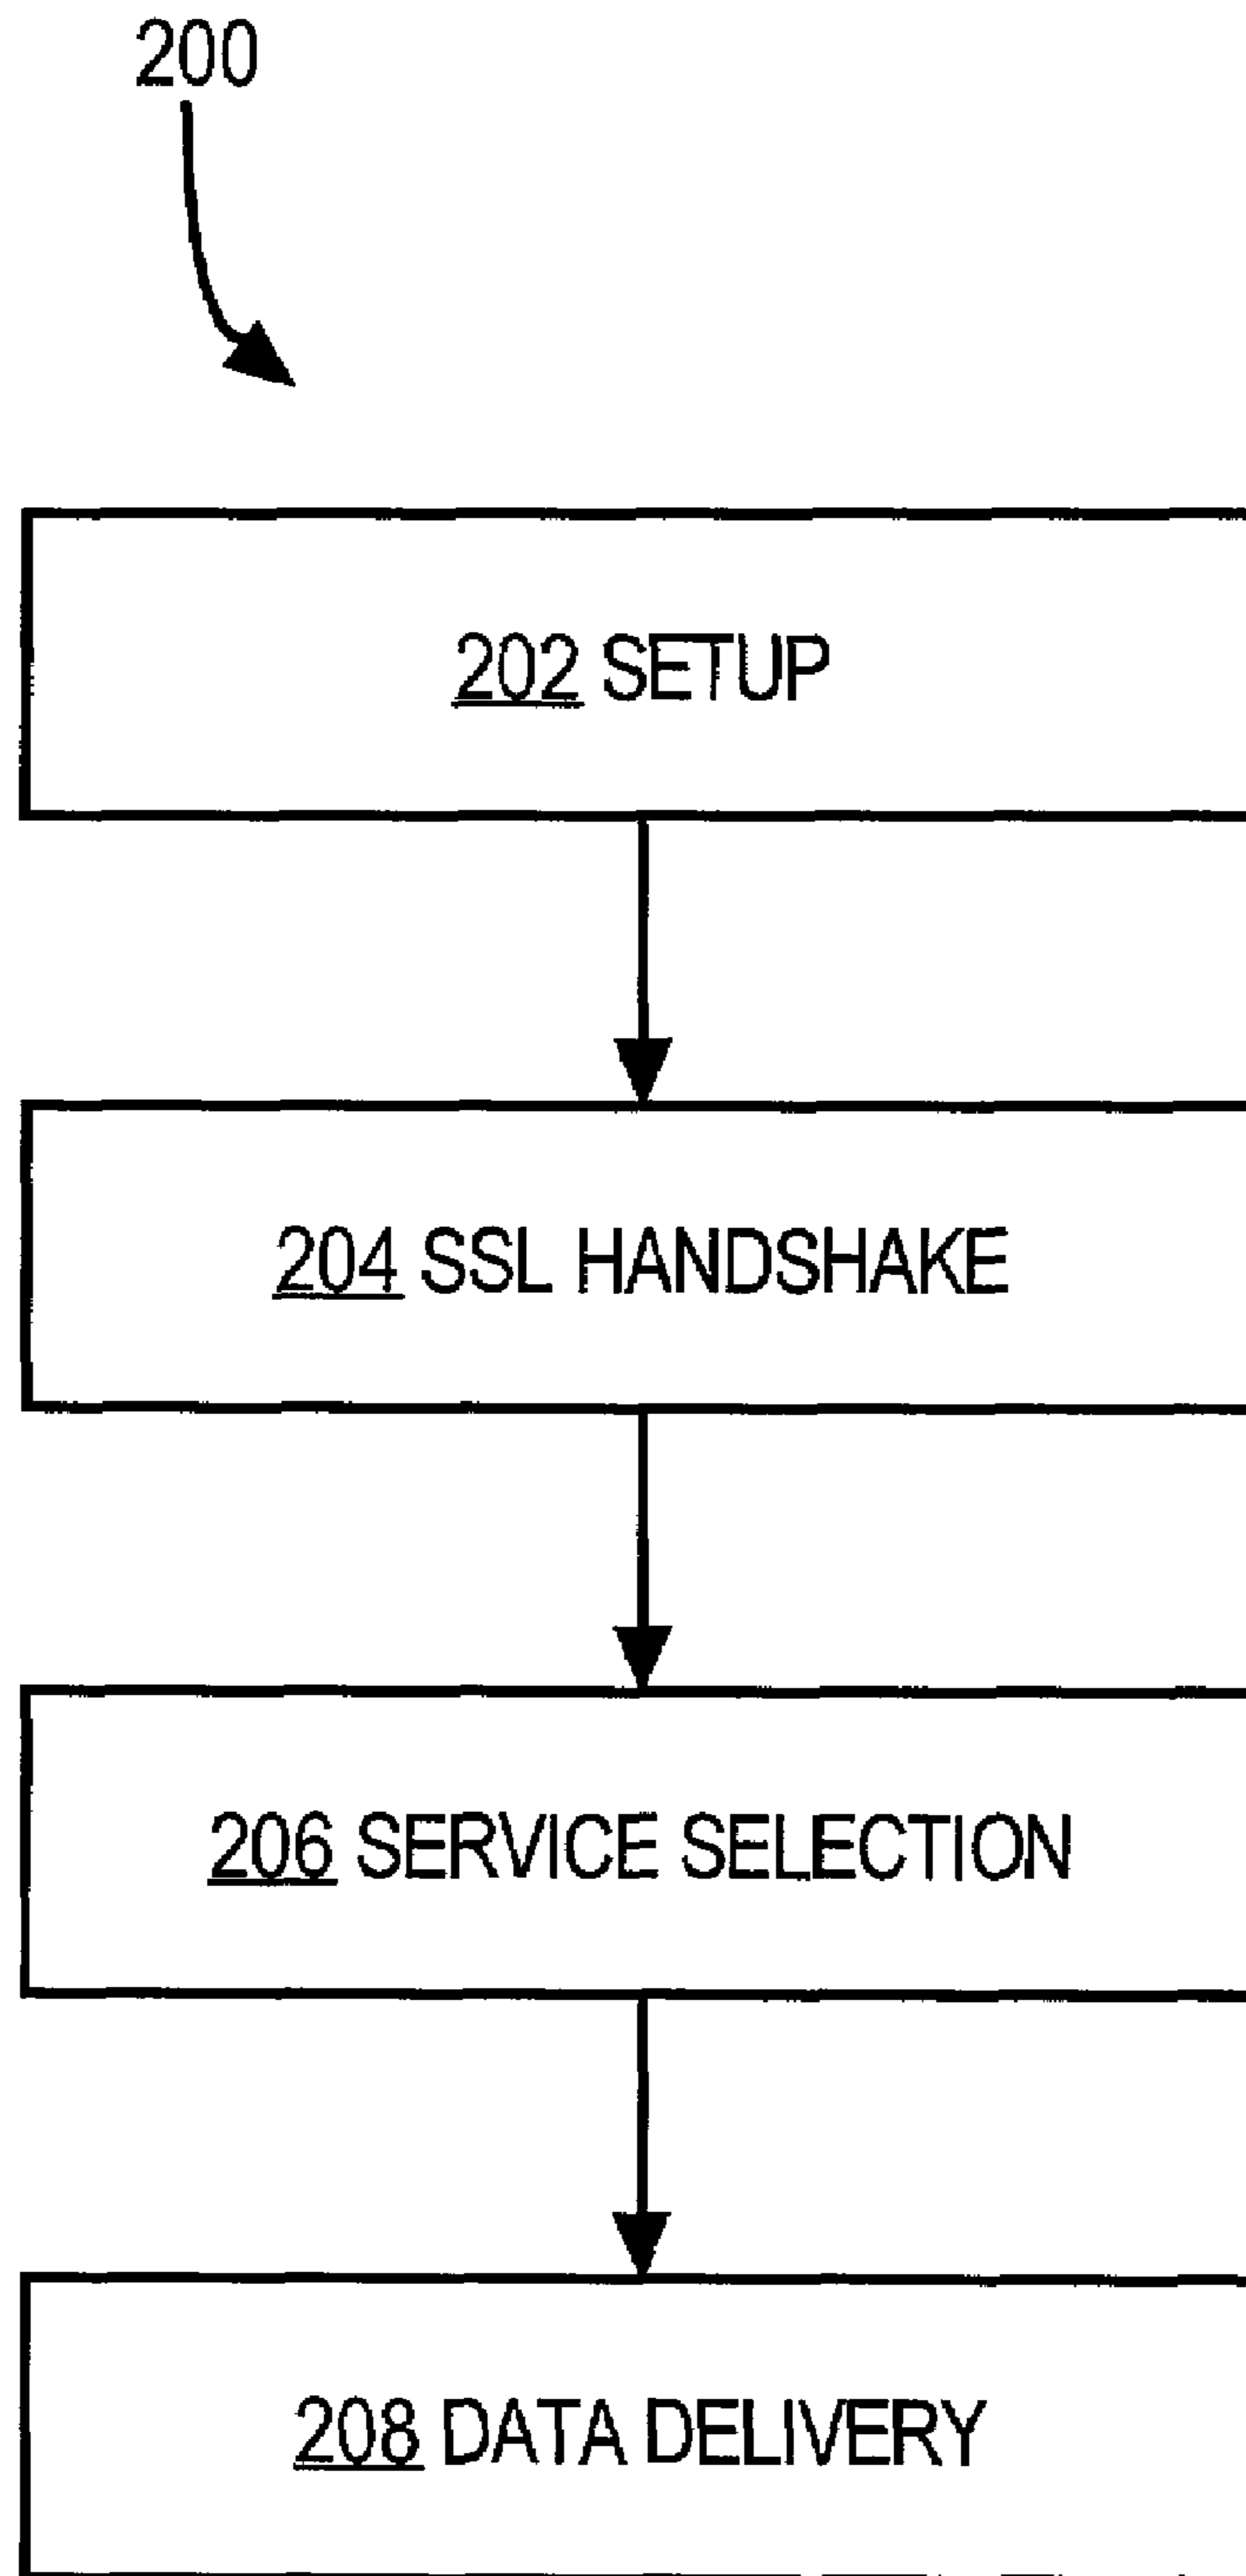 200
202 SETUP
204 SSL HANDSHAKE
206 SERVICE SELECTION
208 DATA DELIVERY